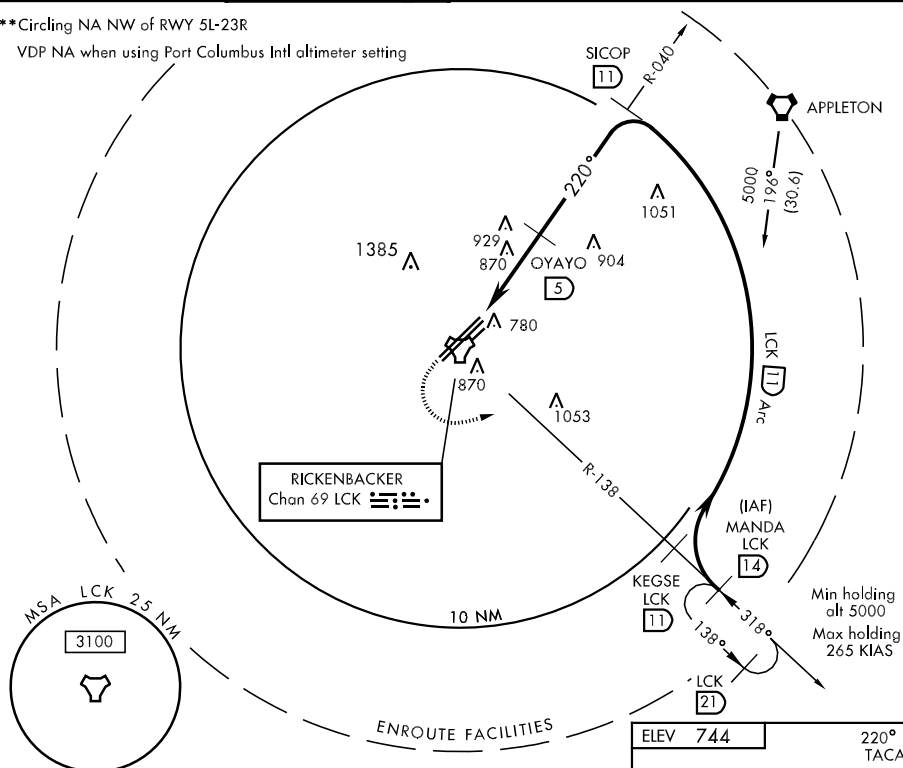 **Circling NA NW of RWY 5L-23R
VDP NA when using Port Columbus Intl altimeter setting
SICOP
11
R-040
APPLETON
5000
196°
(30.6)
220°
1051
929
870
1385
OYAYO
5
904
780
870
1053
LCK 11 Arc
R-138
RICKENBACKER
Chan 69 LCK
(IAF)
MANDA
LCK
14
KEGSE
LCK
11
10 NM
318°
138°
Min holding
alt 5000
Max holding
265 KIAS
LCK
21
MSA LCK 25 NM
3100
ENROUTE FACILITIES
ELEV 744
220°
TACA